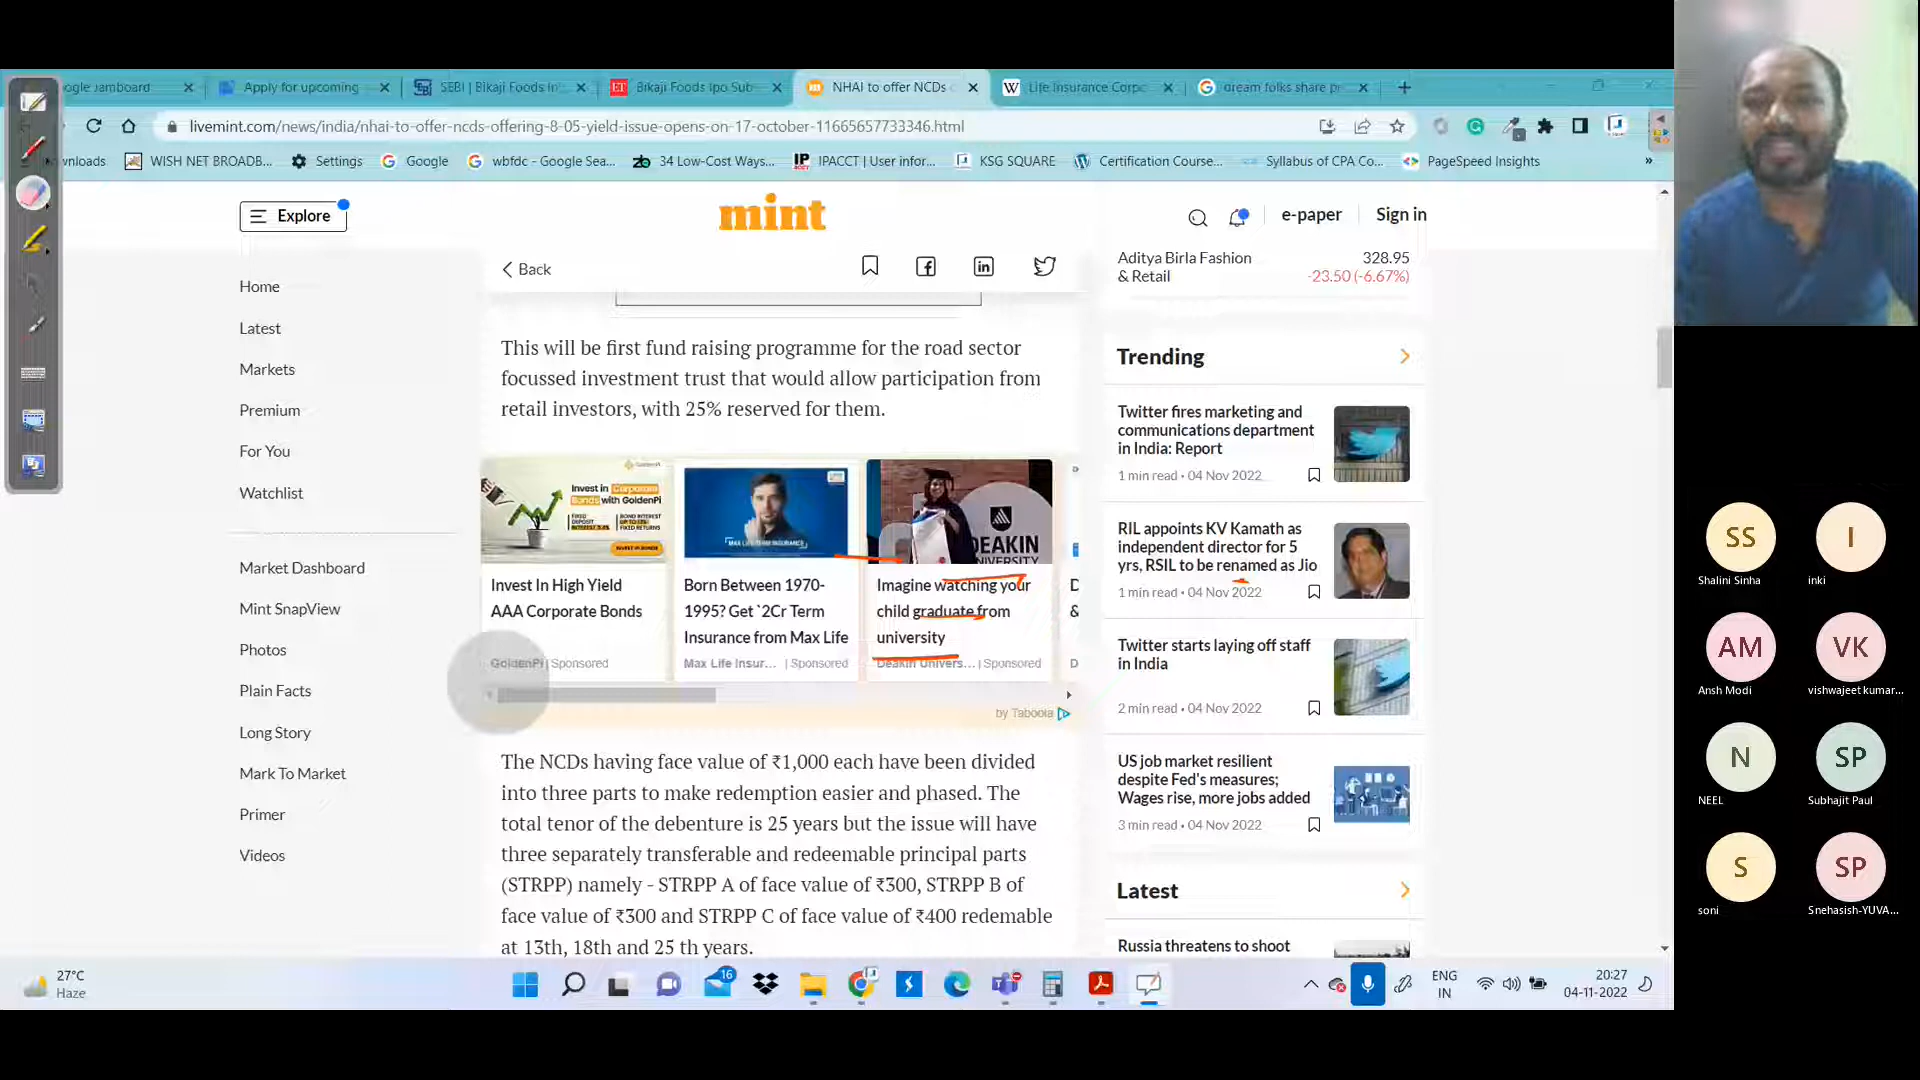 ogle Jamboard
Apply for upcoming
SEBI | Bikaji Foods In
Bikaji Foods Ipo Sub
NHAI to offer NCDs
Life Insurance Corpo
dream folks share pr
livemint.com/news/india/nhai-to-offer-ncds-offering-8-05-yield-issue-opens-on-17-october-11665657733346.html
wnloads
WISH NET BROADB...
Settings
Google
wbfdc - Google Sea...
34 Low-Cost Ways...
IPACCT | User infor...
KSG SQUARE
Certification Course...
Syllabus of CPA Co...
PageSpeed Insights
Explore
mint
e-paper
Sign in
Back
Home
Latest
Markets
Premium
For You
Watchlist
Market Dashboard
Mint SnapView
Photos
Plain Facts
Long Story
Mark To Market
Primer
Videos
This will be first fund raising programme for the road sector
focussed investment trust that would allow participation from
retail investors, with 25% reserved for them.
GoldenPi
Invest in Corporate
Bonds with GoldenPi
INVEST IN BONDS
Invest In High Yield
AAA Corporate Bonds
GoldenPi | Sponsored
MAX LIFE TERM INSURANCE
Born Between 1970-
1995? Get `2Cr Term
Insurance from Max Life
Max Life Insur... | Sponsored
DEAKIN
UNIVERSITY
Imagine watching your
child graduate from
university
Deakin Univers... | Sponsored
D
&
D
by Taboola
The NCDs having face value of ₹1,000 each have been divided
into three parts to make redemption easier and phased. The
total tenor of the debenture is 25 years but the issue will have
three separately transferable and redeemable principal parts
(STRPP) namely - STRPP A of face value of ₹300, STRPP B of
face value of ₹300 and STRPP C of face value of ₹400 redemable
at 13th, 18th and 25 th years.
Aditya Birla Fashion
& Retail
328.95
-23.50 (-6.67%)
Trending
Twitter fires marketing and
communications department
in India: Report
1 min read • 04 Nov 2022
RIL appoints KV Kamath as
independent director for 5
yrs, RSIL to be renamed as Jio
1 min read • 04 Nov 2022
Twitter starts laying off staff
in India
2 min read • 04 Nov 2022
US job market resilient
despite Fed's measures;
Wages rise, more jobs added
3 min read • 04 Nov 2022
Latest
Russia threatens to shoot
SS
Shalini Sinha
I
inki
AM
Ansh Modi
VK
vishwajeet kumar...
N
NEEL
SP
Subhajit Paul
S
soni
SP
Snehasish-YUVA...
27°C
Haze
16
ENG
IN
20:27
04-11-2022